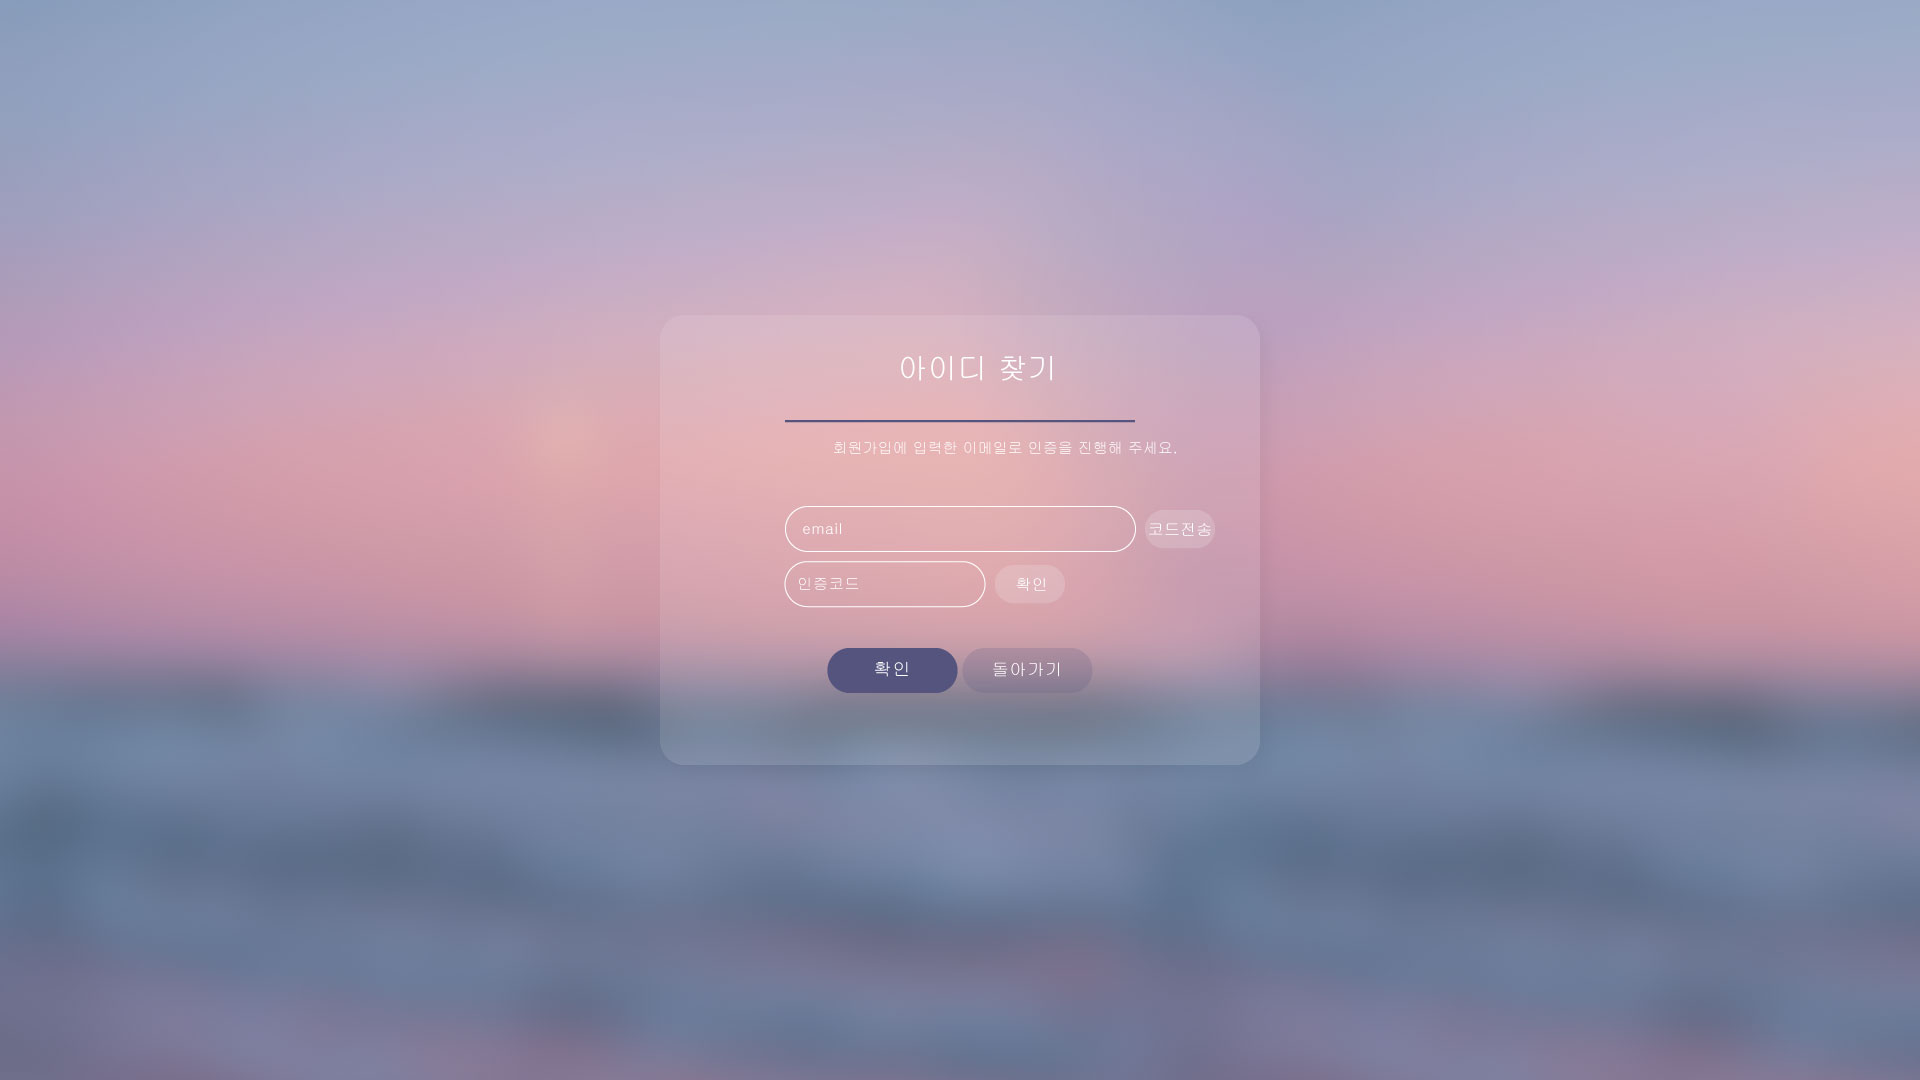 아이디 찾기
회원가입에 입력한 이메일로 인증을 진행해 주세요.
email 코드전송
인증코드 확인
확인 돌아가기